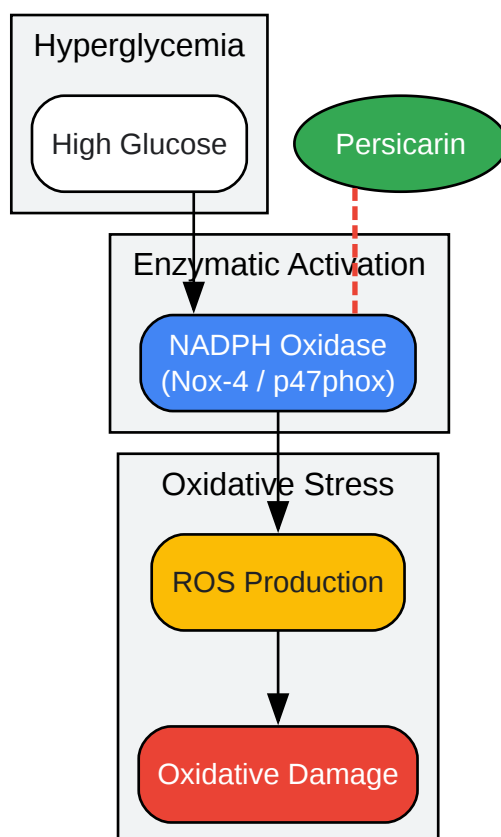 Hyperglycemia
High Glucose
Persicarin
Enzymatic Activation
NADPH Oxidase
(Nox-4 / p47phox)
Oxidative Stress
ROS Production
Oxidative Damage